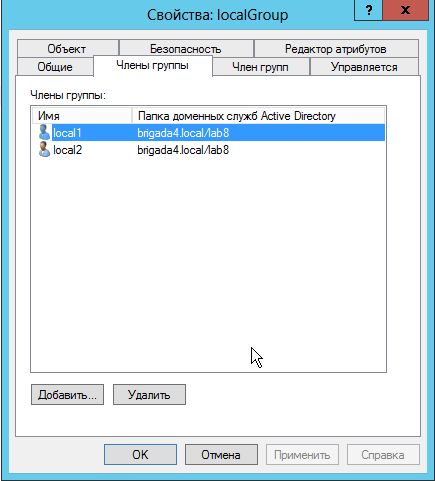 Свойства: localGroup
? x
Объект Безопасность Редактор атрибутов
Общие Члены группы Член групп Управляется
Члены группы:
Имя Папка доменных служб Active Directory
local1 brigada4.local/lab8
local2 brigada4.local/lab8
Добавить... Удалить
OK Отмена Применить Справка